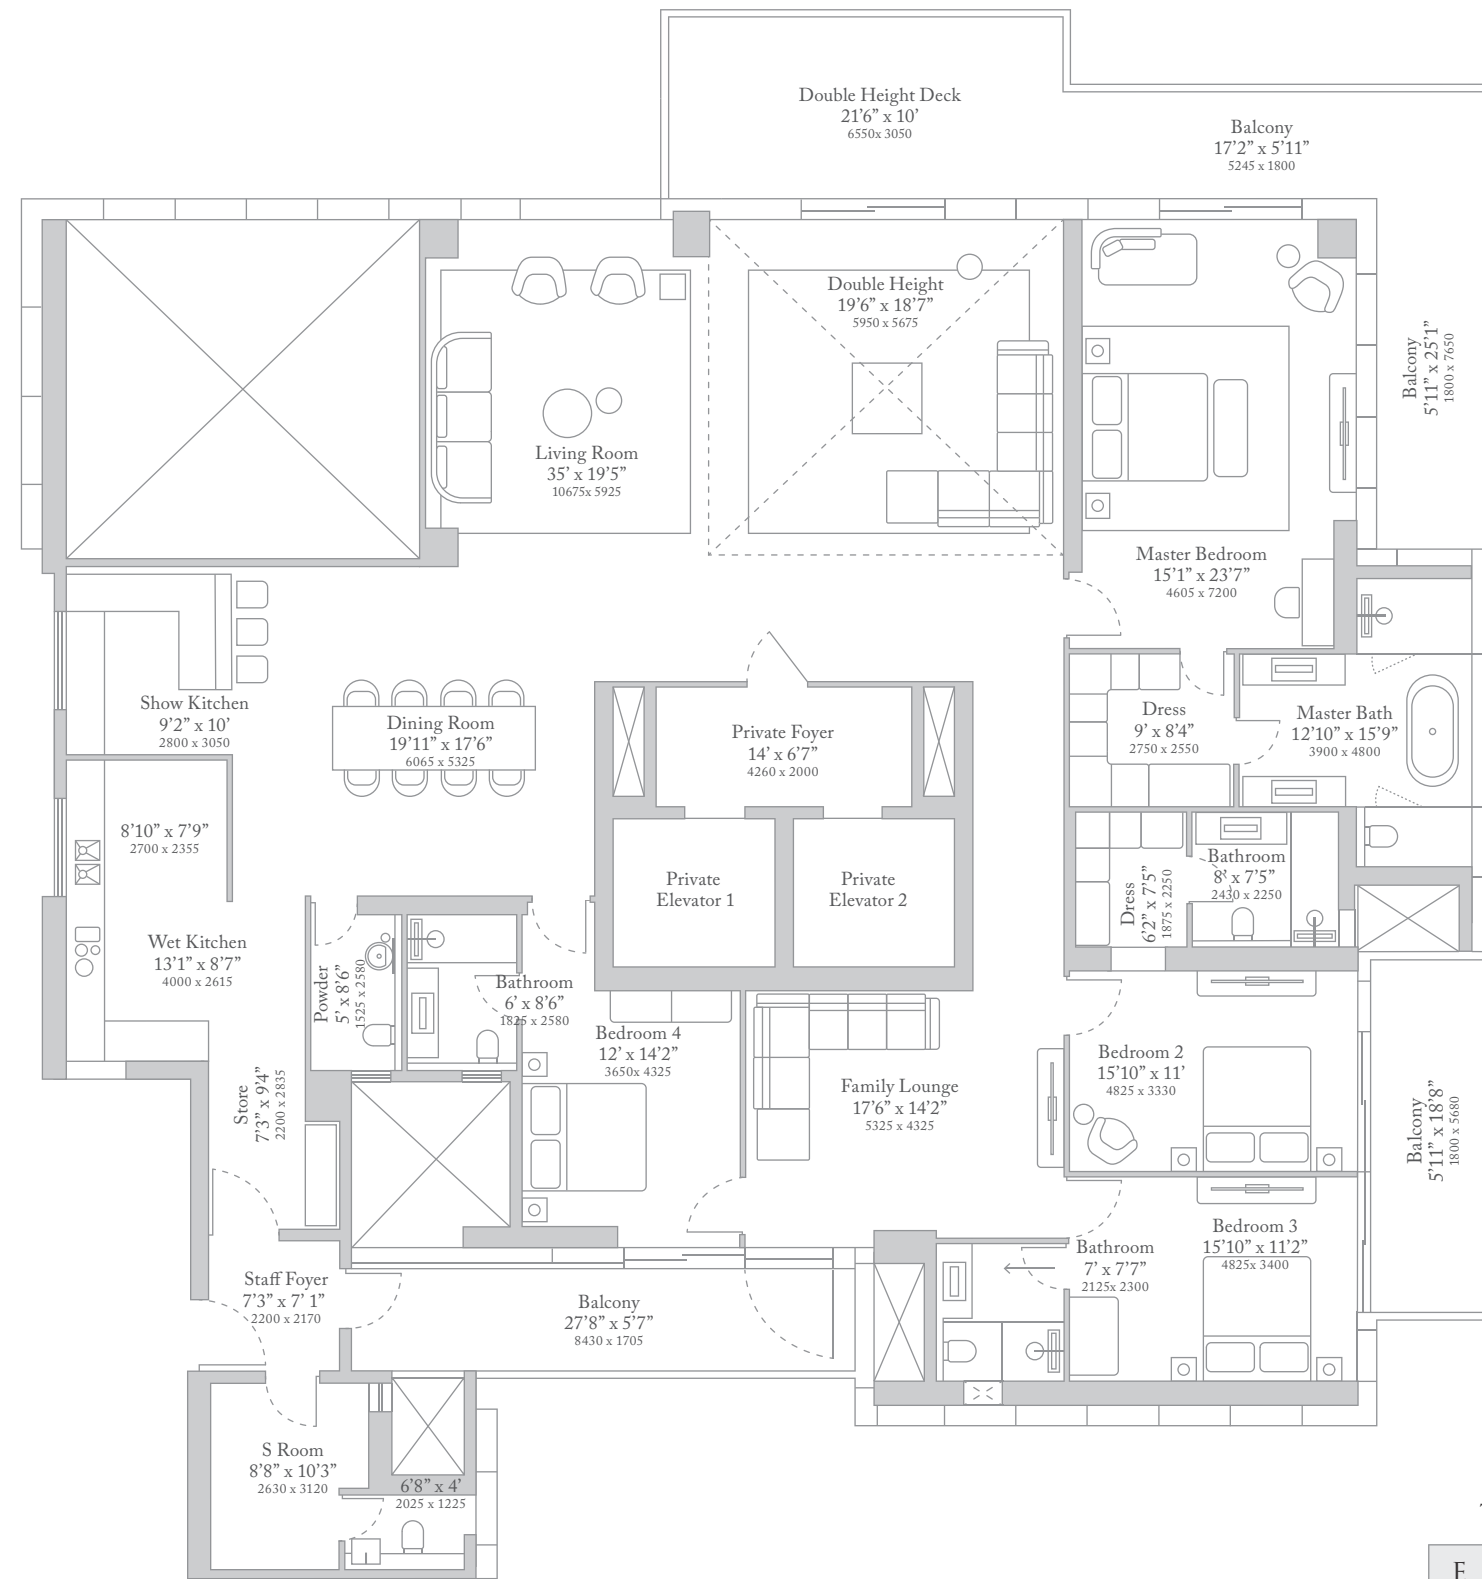 Double Height Deck
21'6” x 10'
6550x 3050
Balcony
17'2” x 5'11”
5245 x 1800
Double Height
19'6” x 18'7”
5950 x 5675
Balcony
5'11” x 25'1”
1800 x 7650
Living Room
35' x 19'5”
10675x 5925
Master Bedroom
15'1” x 23'7”
4605 x 7200
Show Kitchen
9'2” x 10'
2800 x 3050
Dining Room
19'11” x 17'6”
6065 x 5325
Private Foyer
14' x 6'7”
4260 x 2000
Dress
9' x 8'4”
2750 x 2550
Master Bath
12'10” x 15'9”
3900 x 4800
8'10” x 7'9”
2700 x 2355
Private
Elevator 1
Private
Elevator 2
Dress
6'2” x 7'5”
1875 x 2250
Bathroom
8' x 7'5”
2430 x 2250
Wet Kitchen
13'1” x 8'7”
4000 x 2615
Powder
5' x 8'6”
1525 x 2580
Bathroom
6' x 8'6”
1825 x 2580
Bedroom 4
12' x 14'2”
3650x 4325
Family Lounge
17'6” x 14'2”
5325 x 4325
Bedroom 2
15'10” x 11'
4825 x 3330
Store
7'3” x 9'4”
2200 x 2835
Balcony
5'11” x 18'8”
1800 x 5680
Bedroom 3
15'10” x 11'2”
4825x 3400
Bathroom
7' x 7'7”
2125x 2300
Staff Foyer
7'3” x 7' 1”
2200 x 2170
Balcony
27'8” x 5'7”
8430 x 1705
S Room
8'8” x 10'3”
2630 x 3120
6'8” x 4'
2025 x 1225